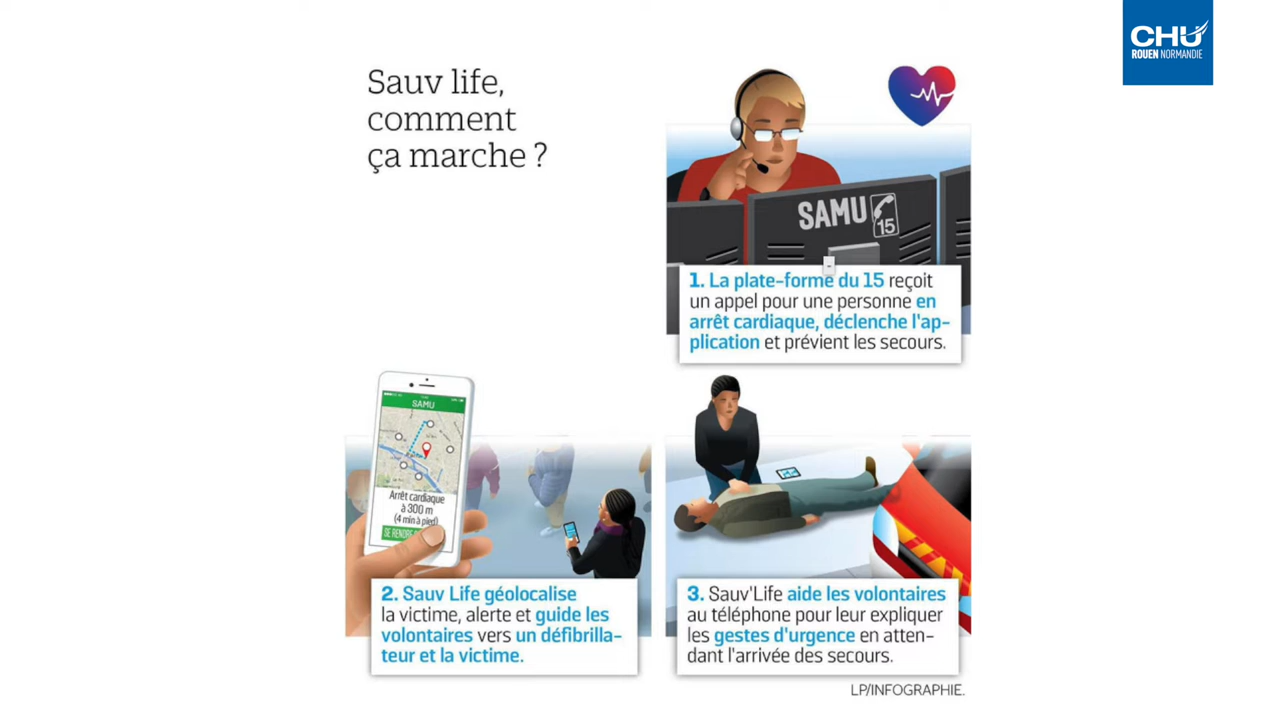 CHU
ROUEN NORMANDIE
Sauv life,
comment
ça marche ?
SAMU
15
1. La plate-forme du 15 reçoit
un appel pour une personne en
arrêt cardiaque, déclenche l'ap-
plication et prévient les secours.
SAMU
Arrêt cardiaque
à 300 m
(4 min à pied)
SE RENDRE
2. Sauv Life géolocalise
la victime, alerte et guide les
volontaires vers un défibrilla-
teur et la victime.
3. Sauv'Life aide les volontaires
au téléphone pour leur expliquer
les gestes d'urgence en atten-
dant l'arrivée des secours.
LP/INFOGRAPHIE.